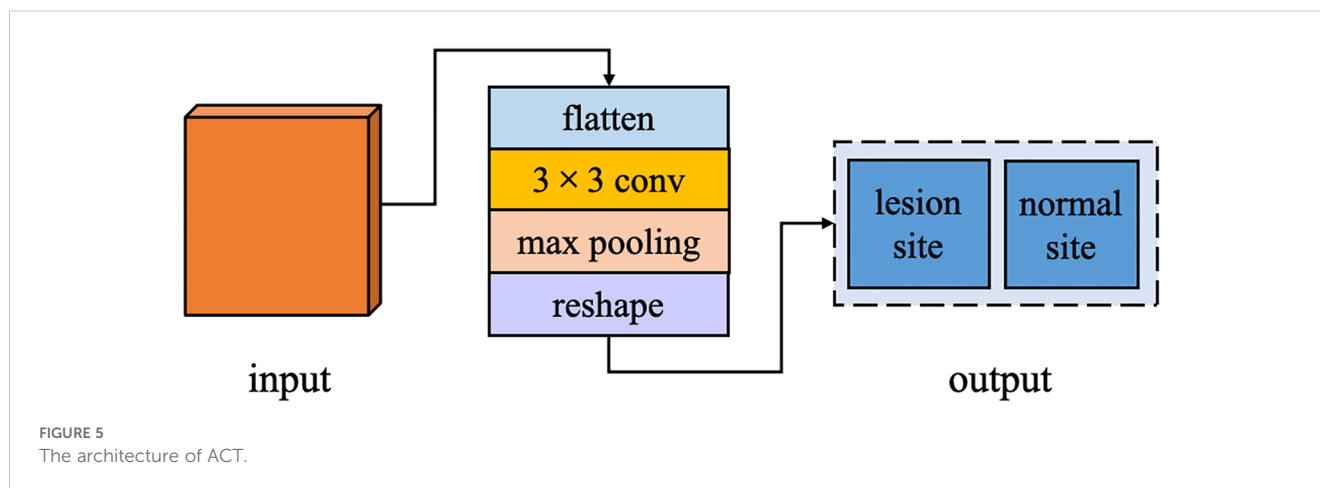 flatten
3 × 3 conv
max pooling
reshape
lesion
site
normal
site
input
output
FIGURE 5
The architecture of ACT.